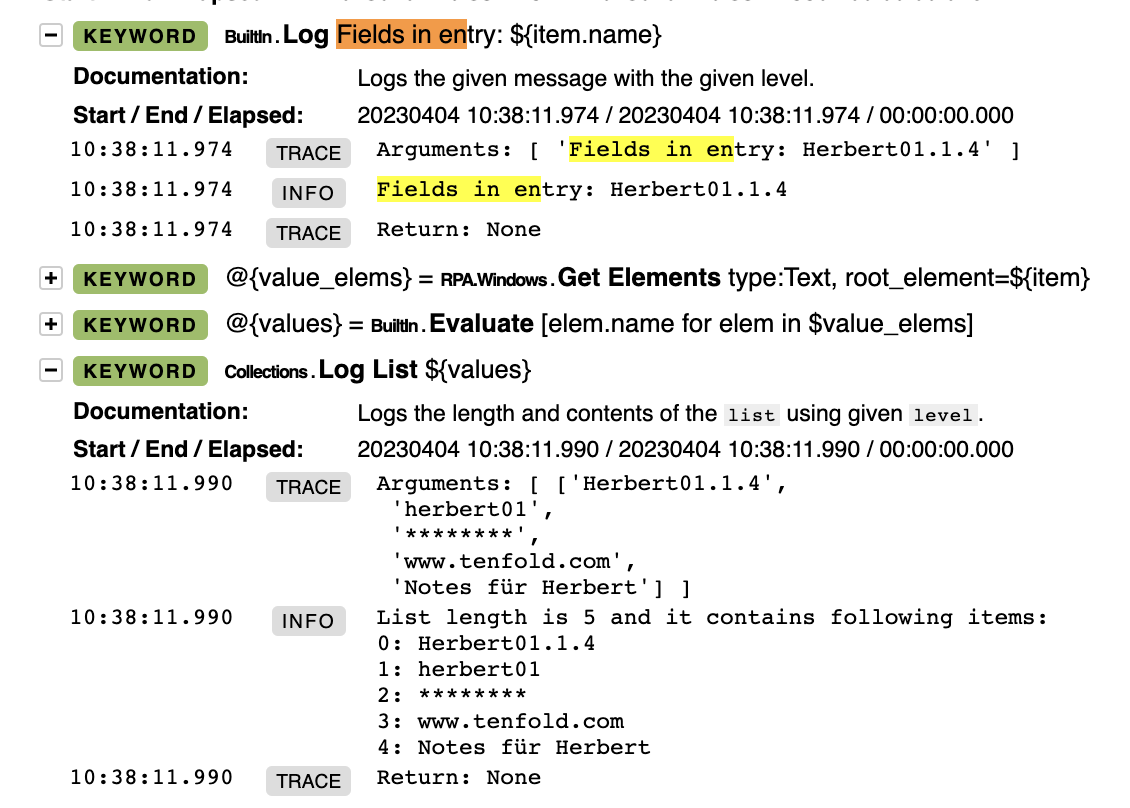 − KEYWORD BuiltIn.Log Fields in entry: ${item.name}
Documentation: Logs the given message with the given level.
Start / End / Elapsed: 20230404 10:38:11.974 / 20230404 10:38:11.974 / 00:00:00.000
10:38:11.974 TRACE Arguments: [ 'Fields in entry: Herbert01.1.4' ]
10:38:11.974 INFO Fields in entry: Herbert01.1.4
10:38:11.974 TRACE Return: None
+ KEYWORD @{value_elems} = RPA.Windows.Get Elements type:Text, root_element=${item}
+ KEYWORD @{values} = BuiltIn.Evaluate [elem.name for elem in $value_elems]
− KEYWORD Collections.Log List ${values}
Documentation: Logs the length and contents of the list using given level.
Start / End / Elapsed: 20230404 10:38:11.990 / 20230404 10:38:11.990 / 00:00:00.000
10:38:11.990 TRACE Arguments: [ ['Herbert01.1.4',
'herbert01',
'********',
'www.tenfold.com',
'Notes für Herbert'] ]
10:38:11.990 INFO List length is 5 and it contains following items:
0: Herbert01.1.4
1: herbert01
2: ********
3: www.tenfold.com
4: Notes für Herbert
10:38:11.990 TRACE Return: None